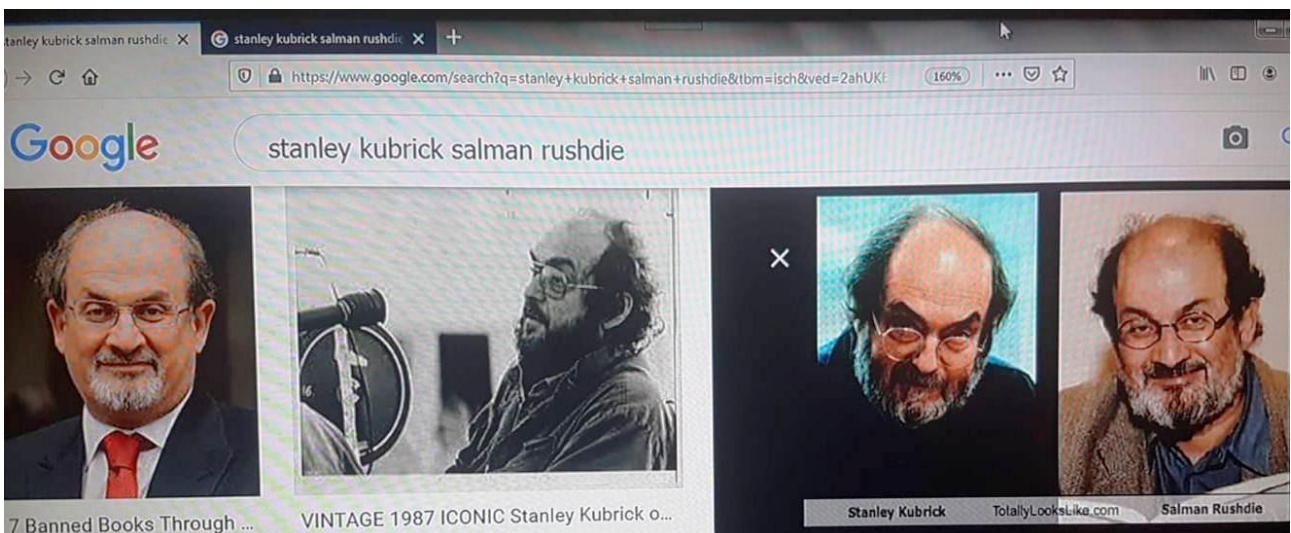 tanley kubrick salman rushdie
stanley kubrick salman rushdie
https://www.google.com/search?q=stanley+kubrick+salman+rushdie&tbm=isch&ved=2ahUKE
160%
Google
stanley kubrick salman rushdie
7 Banned Books Through ...
VINTAGE 1987 ICONIC Stanley Kubrick o...
Stanley Kubrick
TotallyLooksLike.com
Salman Rushdie